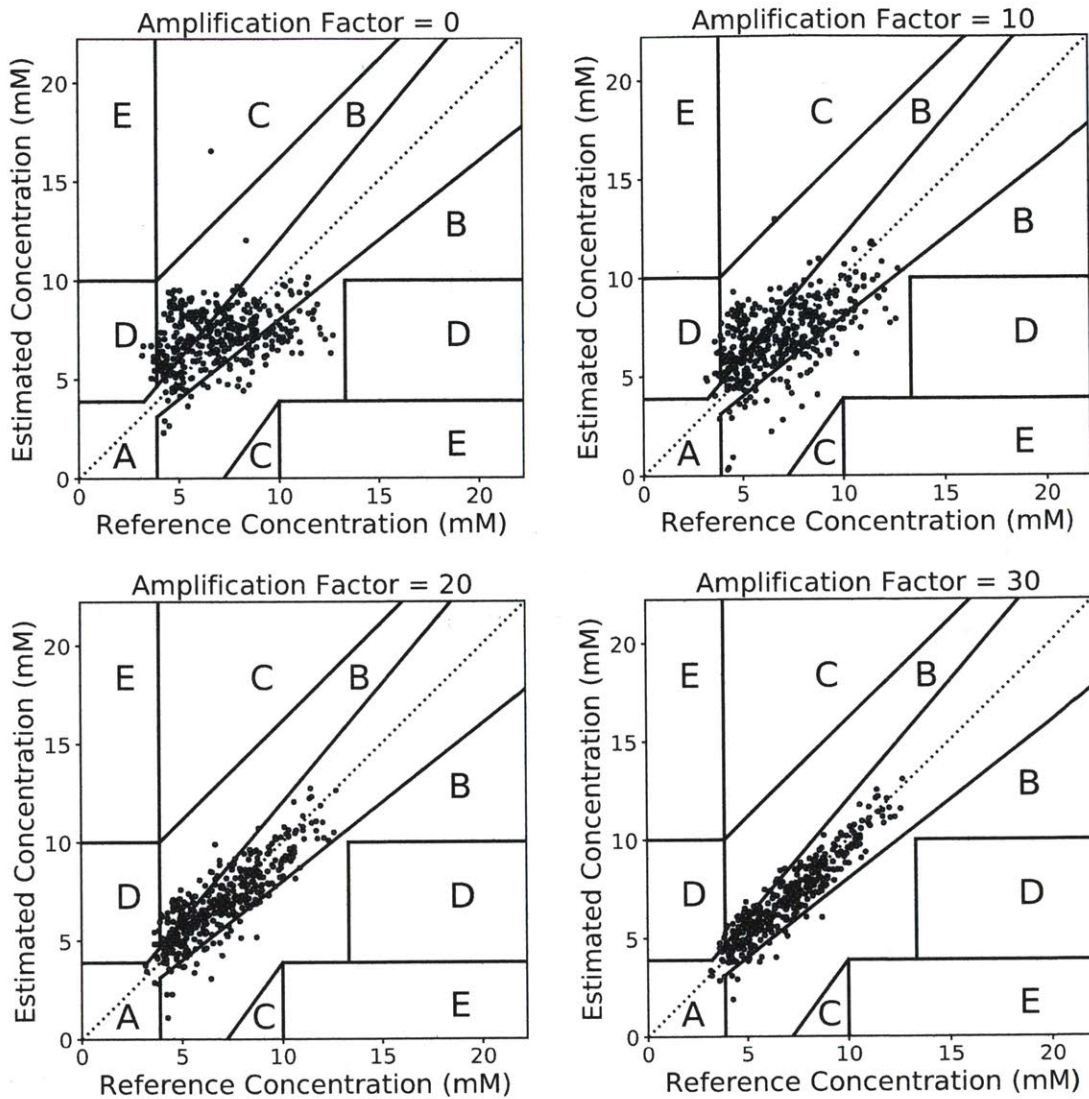 Amplification Factor = 0
Estimated Concentration (mM)
20
15
10
5
0
E
C
B
B
D
D
A
C
E
0 5 10 15 20
Reference Concentration (mM)
Amplification Factor = 10
Estimated Concentration (mM)
20
15
10
5
0
E
C
B
B
D
D
A
C
E
0 5 10 15 20
Reference Concentration (mM)
Amplification Factor = 20
Estimated Concentration (mM)
20
15
10
5
0
E
C
B
B
D
D
A
C
E
0 5 10 15 20
Reference Concentration (mM)
Amplification Factor = 30
Estimated Concentration (mM)
20
15
10
5
0
E
C
B
B
D
D
A
C
E
0 5 10 15 20
Reference Concentration (mM)